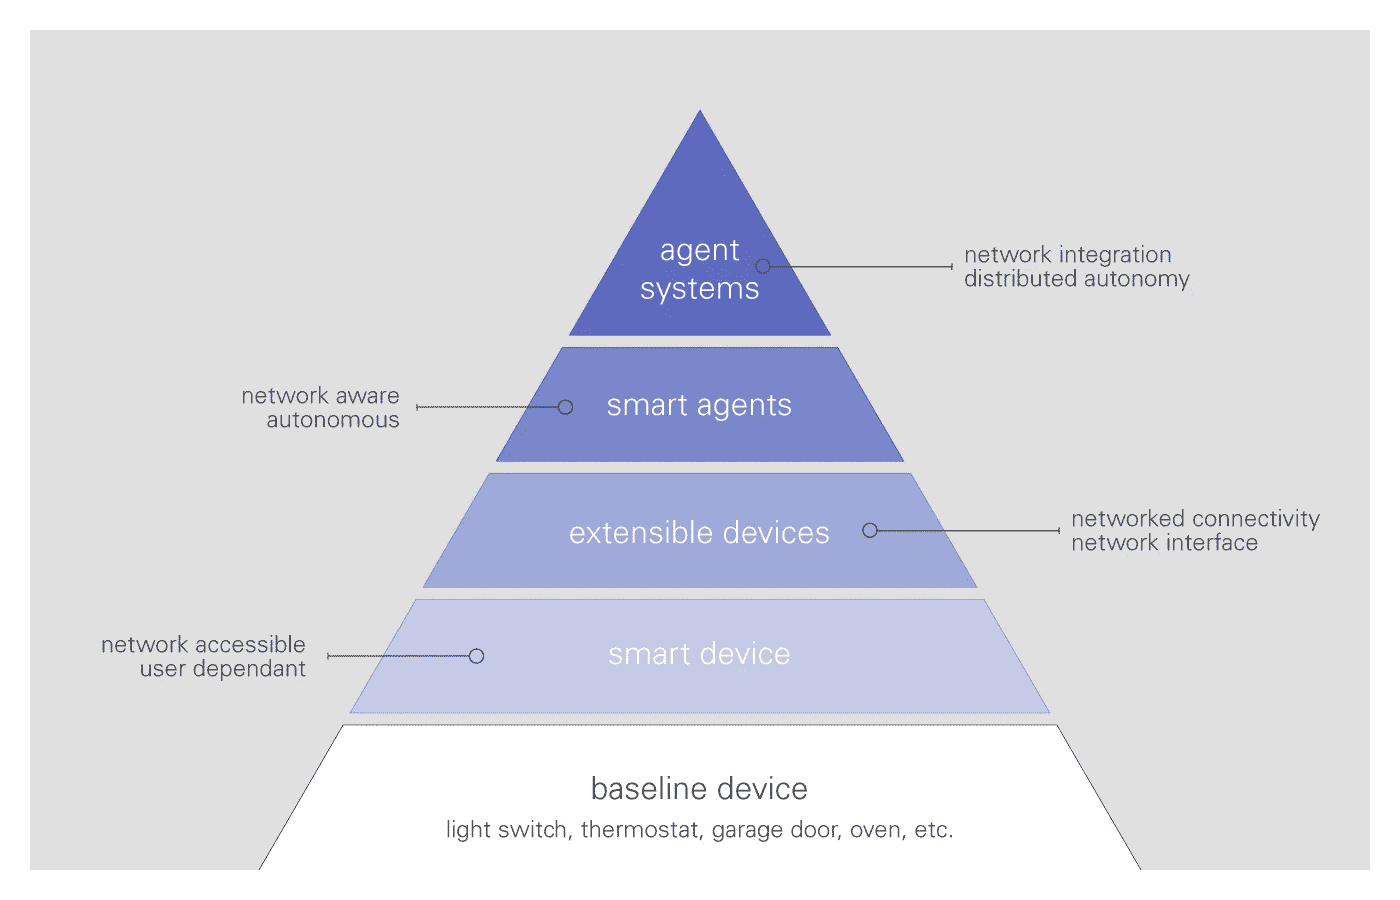 agent
systems
network integration
distributed autonomy
network aware
autonomous
smart agents
extensible devices
networked connectivity
network interface
network accessible
user dependant
smart device
baseline device
light switch, thermostat, garage door, oven, etc.